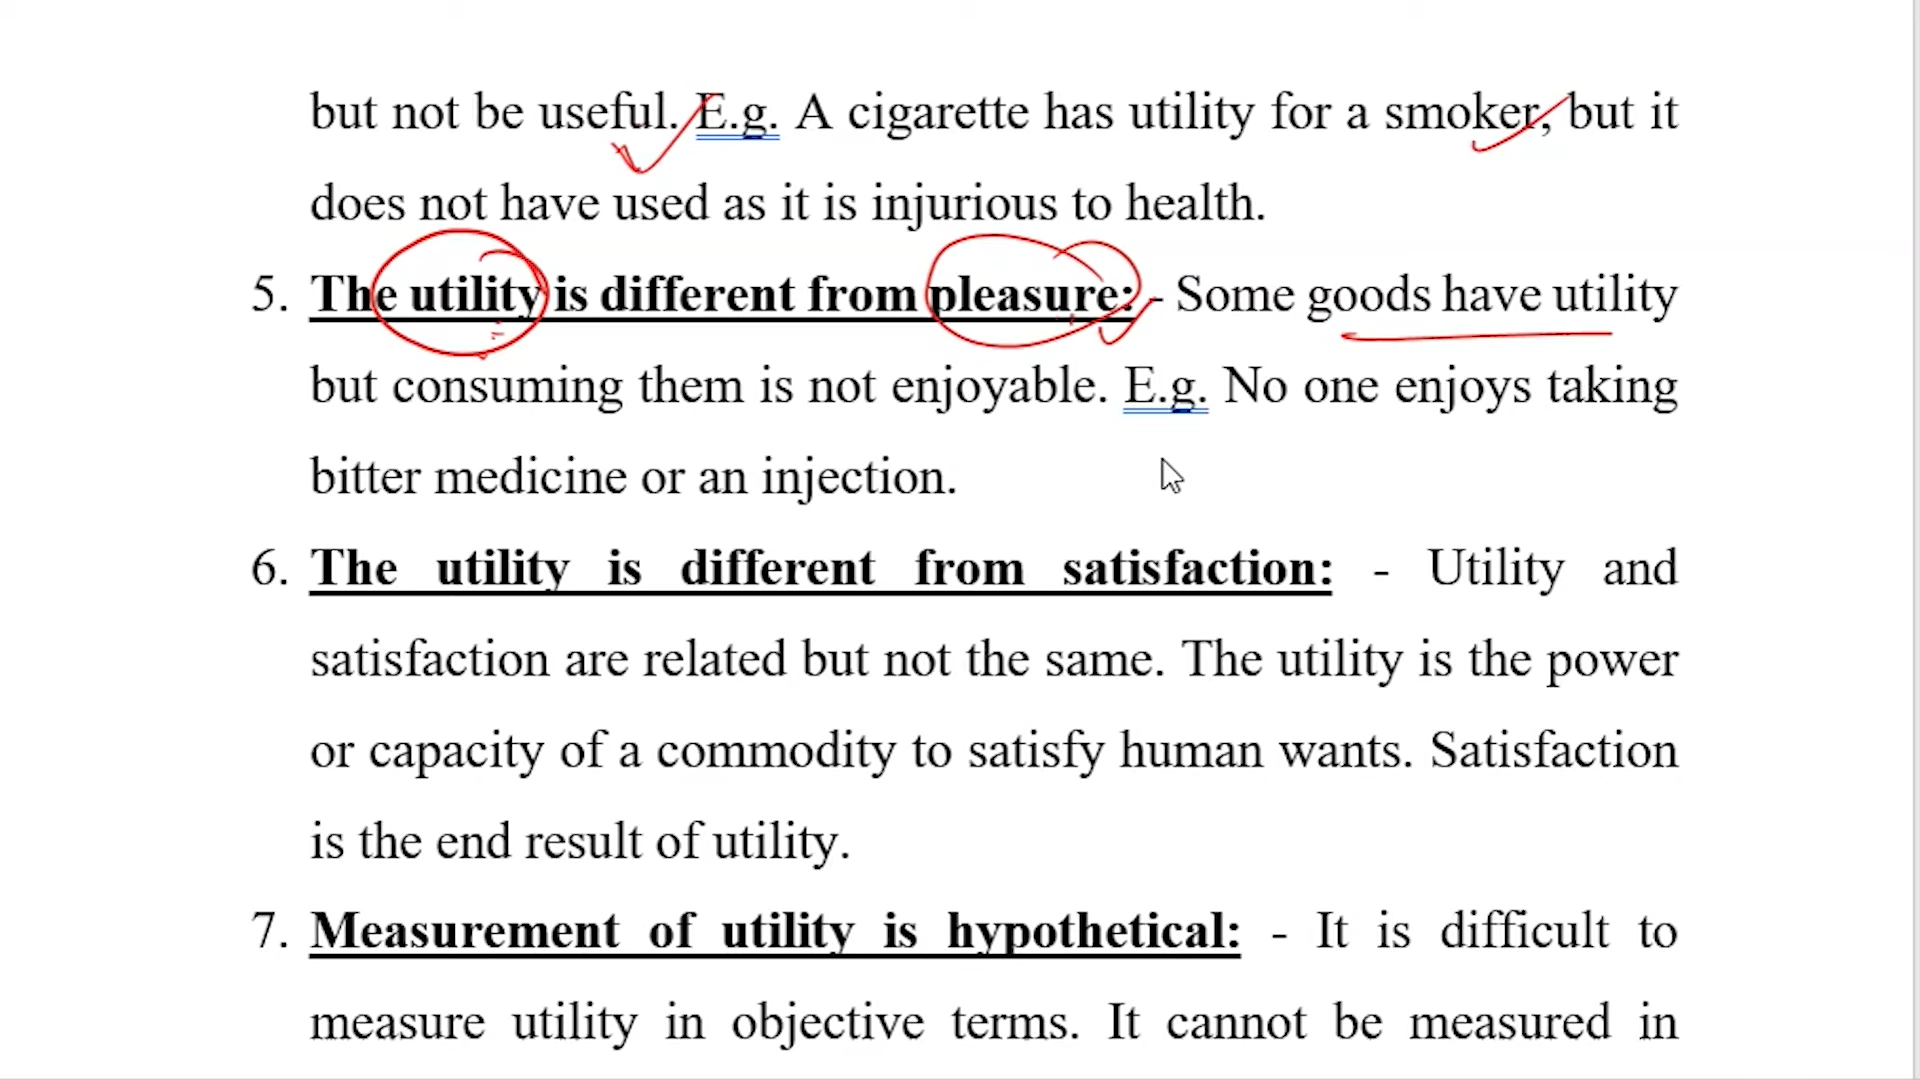 but not be useful. E.g. A cigarette has utility for a smoker, but it
does not have used as it is injurious to health.
5. The utility is different from pleasure: - Some goods have utility
but consuming them is not enjoyable. E.g. No one enjoys taking
bitter medicine or an injection.
6. The utility is different from satisfaction: - Utility and
satisfaction are related but not the same. The utility is the power
or capacity of a commodity to satisfy human wants. Satisfaction
is the end result of utility.
7. Measurement of utility is hypothetical: - It is difficult to
measure utility in objective terms. It cannot be measured in